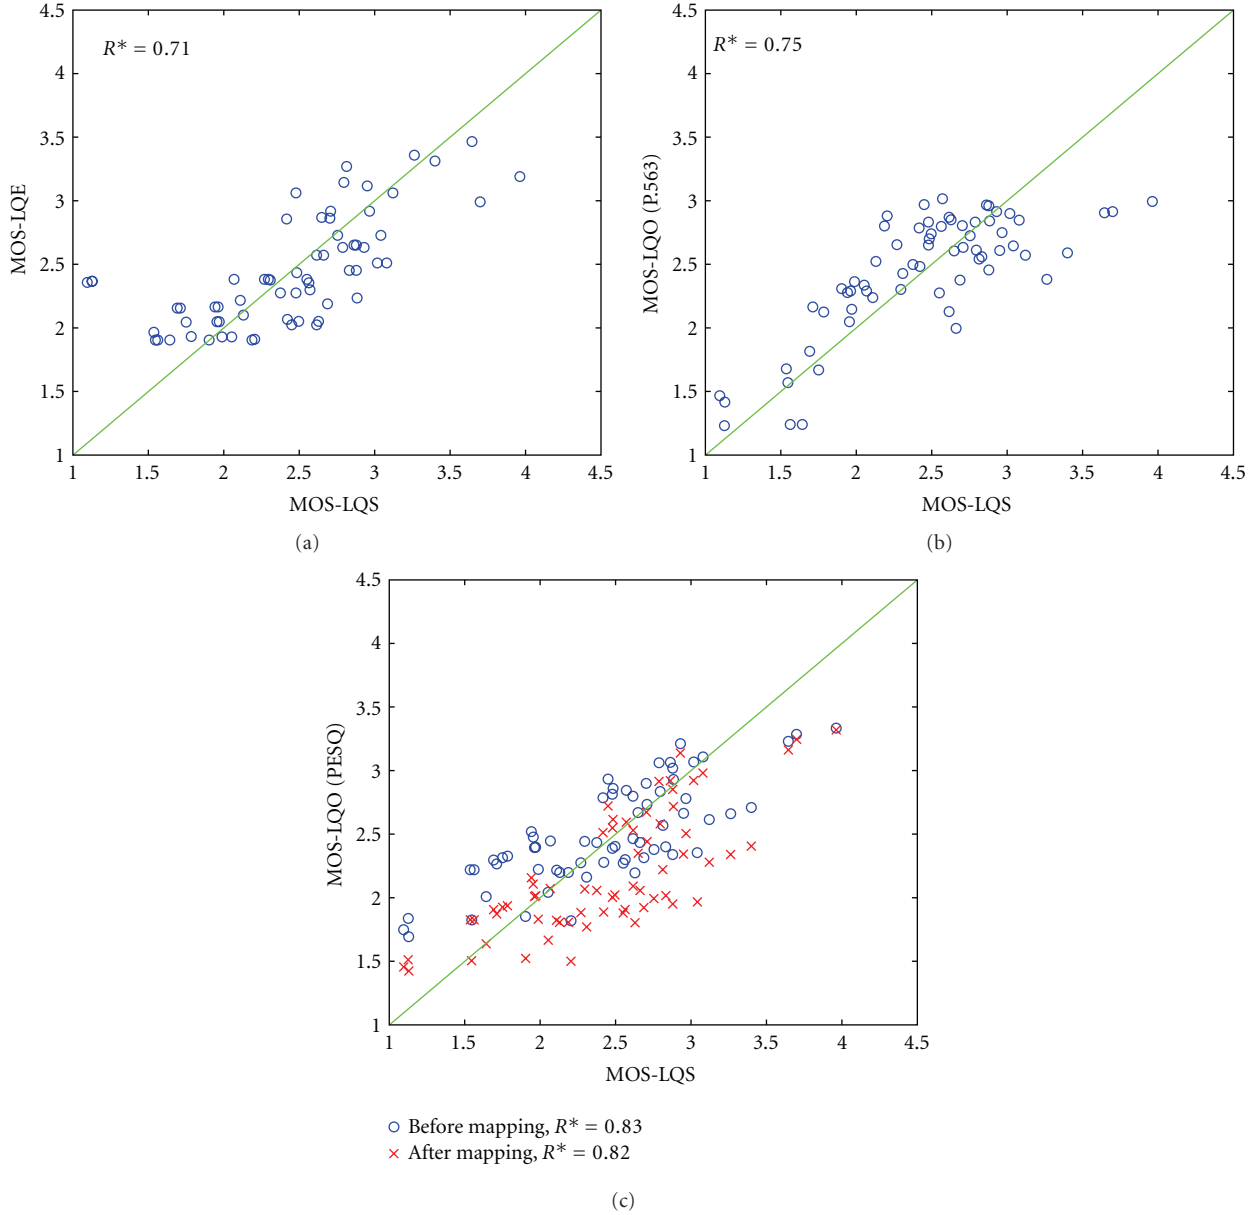 4.5
4
3.5
3
2.5
2
1.5
1
MOS-LQE
R* = 0.71
1 1.5 2 2.5 3 3.5 4 4.5
MOS-LQS
(a)
4.5
4
3.5
3
2.5
2
1.5
1
MOS-LQO (P.563)
R* = 0.75
1 1.5 2 2.5 3 3.5 4 4.5
MOS-LQS
(b)
4.5
4
3.5
3
2.5
2
1.5
1
MOS-LQO (PESQ)
1 1.5 2 2.5 3 3.5 4 4.5
MOS-LQS
Before mapping, R* = 0.83
After mapping, R* = 0.82
(c)